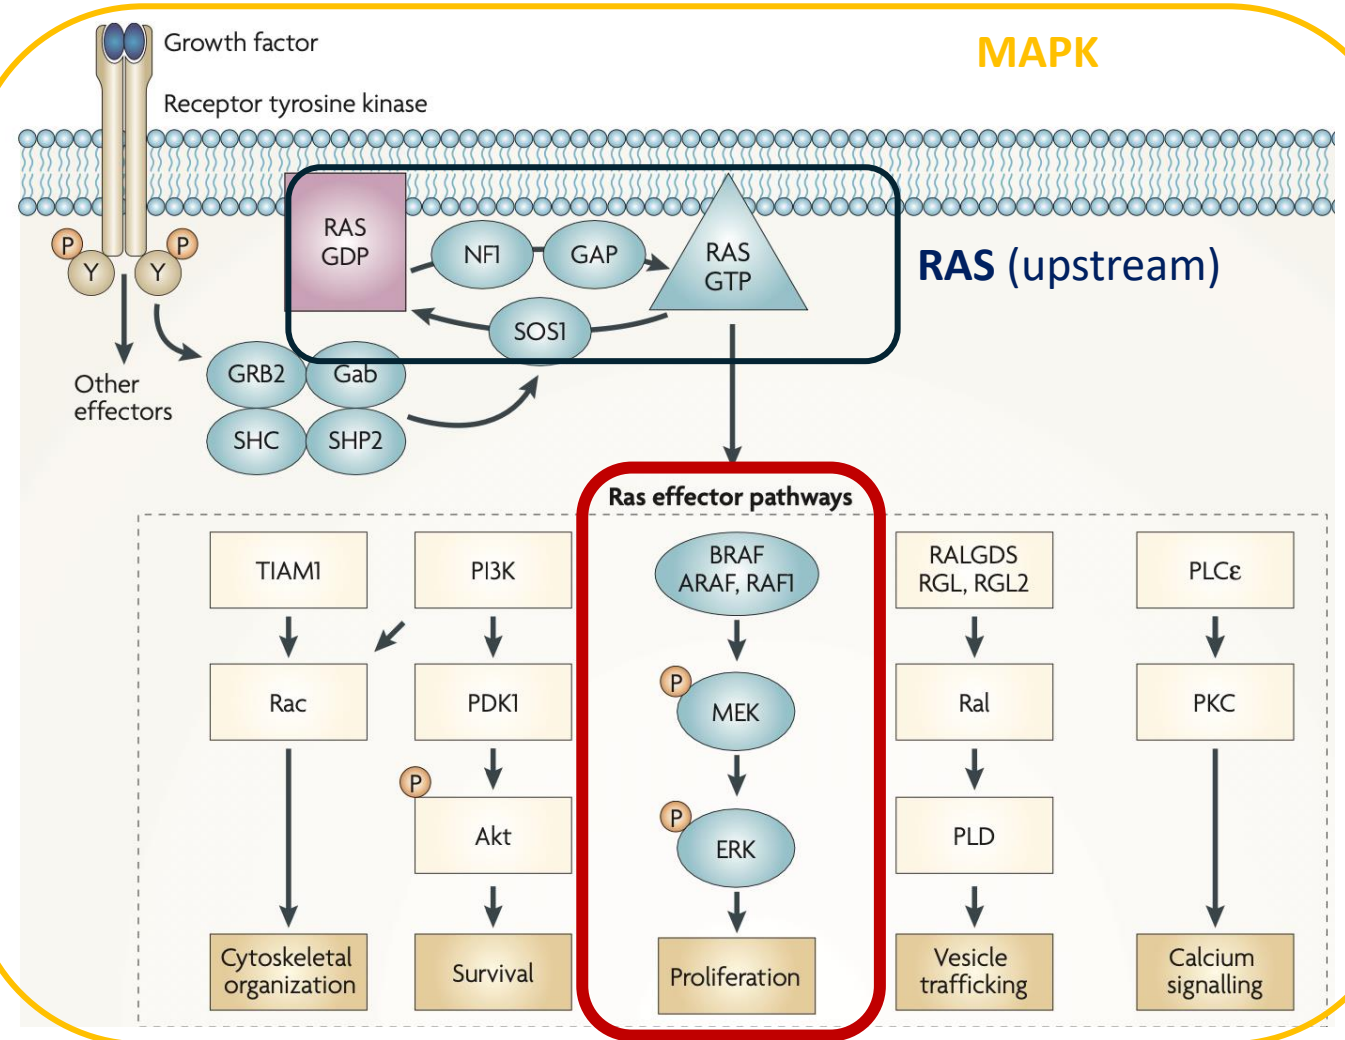 Growth factor
MAPK
Receptor tyrosine kinase
RAS
GDP
NF1
GAP
RAS
GTP
RAS (upstream)
P
P
Y
Y
SOS1
GRB2
Gab
SHC
SHP2
Other
effectors
Ras effector pathways
TIAM1
PI3K
BRAF
ARAF, RAF1
RALGDS
RGL, RGL2
PLCε
Rac
PDK1
P
MEK
Ral
PKC
P
Akt
P
ERK
PLD
Cytoskeletal
organization
Survival
Proliferation
Vesicle
trafficking
Calcium
signalling